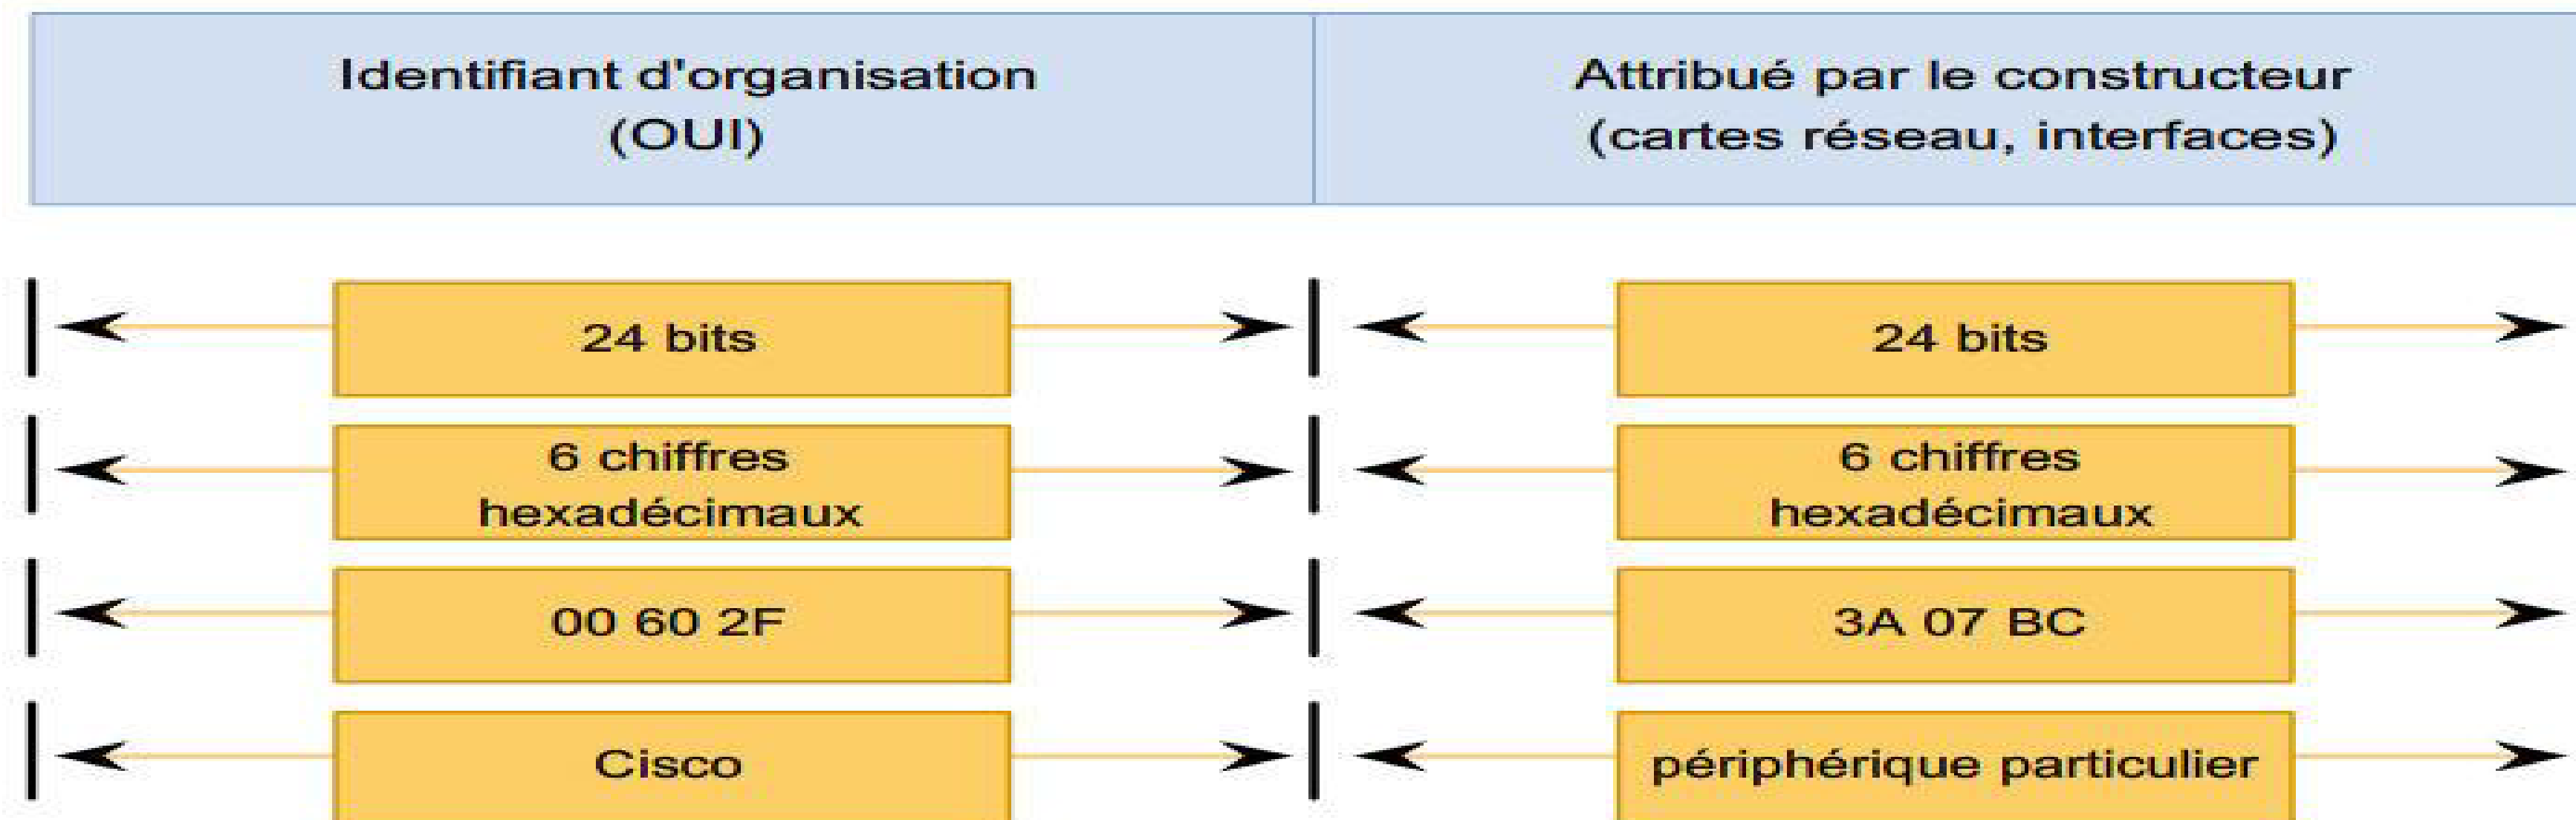 Identifiant d'organisation
(OUI)
Attribué par le constructeur
(cartes réseau, interfaces)
24 bits
24 bits
6 chiffres
hexadécimaux
6 chiffres
hexadécimaux
00 60 2F
3A 07 BC
Cisco
périphérique particulier